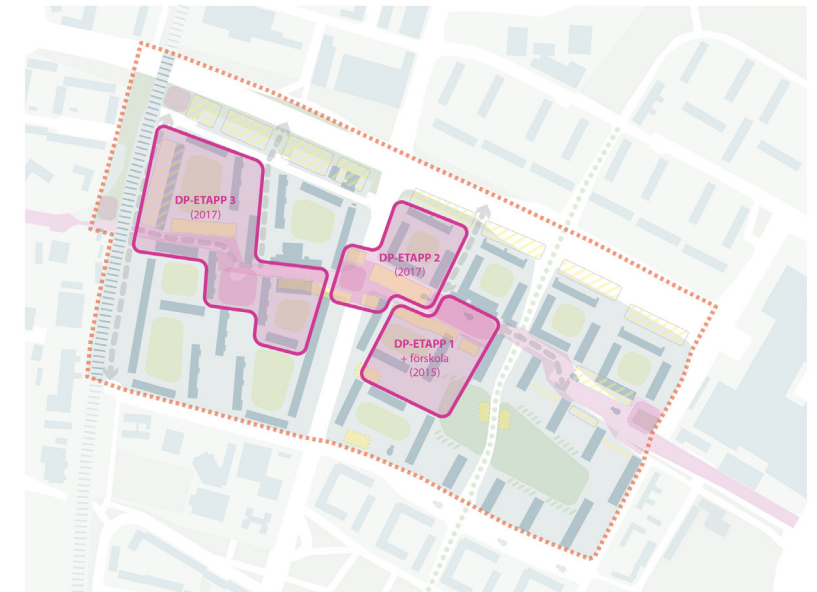 DP-ETAPP 3
(2017)
DP-ETAPP 2
(2017)
DP-ETAPP 1
+ förskola
(2015)